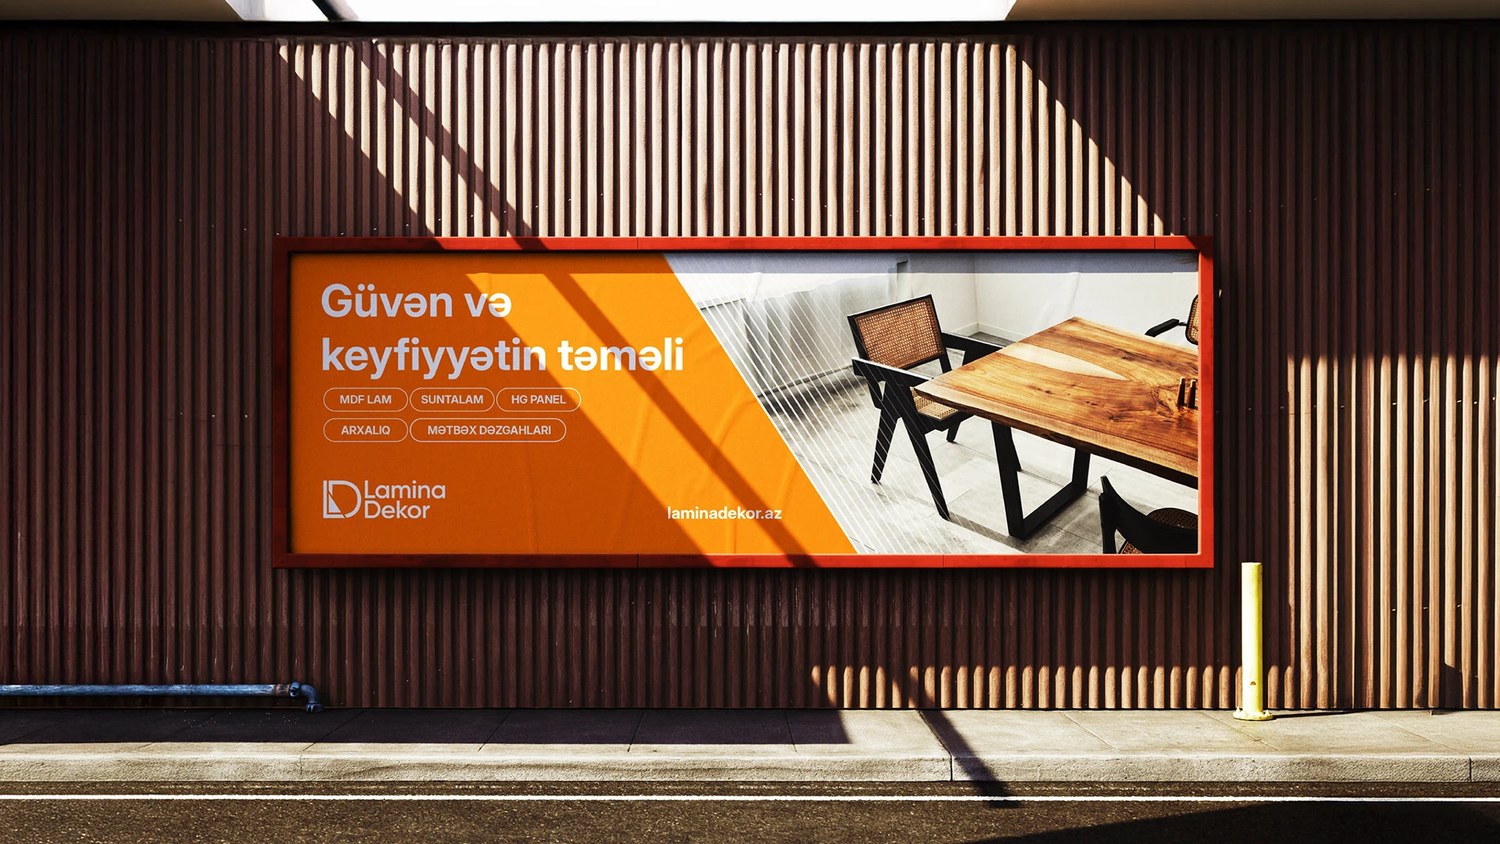 Güvən və
keyfiyyətin təməli
MDF LAM SUNTALAM HG PANEL
ARXALIQ MƏTBƏX DƏZGAHLARI
Lamina
Dekor
laminadekor.az